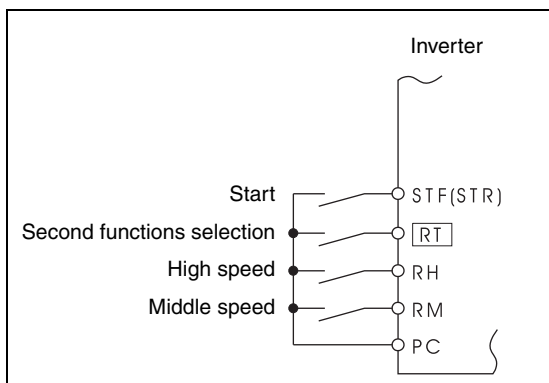 Inverter
Start STF(STR)
Second functions selection RT
High speed RH
Middle speed RM
PC